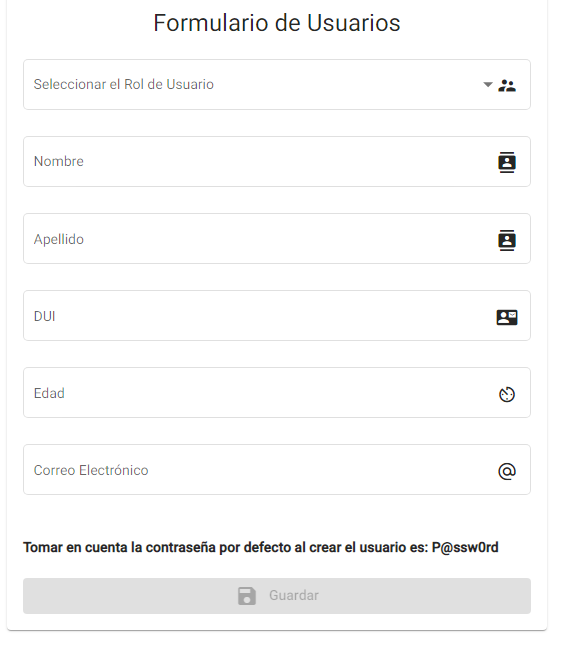 Formulario de Usuarios
Seleccionar el Rol de Usuario
Nombre
Apellido
DUI
Edad
Correo Electrónico
Tomar en cuenta la contraseña por defecto al crear el usuario es: P@ssw0rd
Guardar